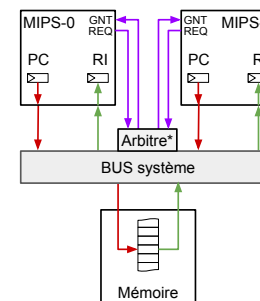 MIPS-0
GNT
REQ
PC
RI
GNT
REQ
MIPS
PC
Arbitre*
BUS système
Mémoire